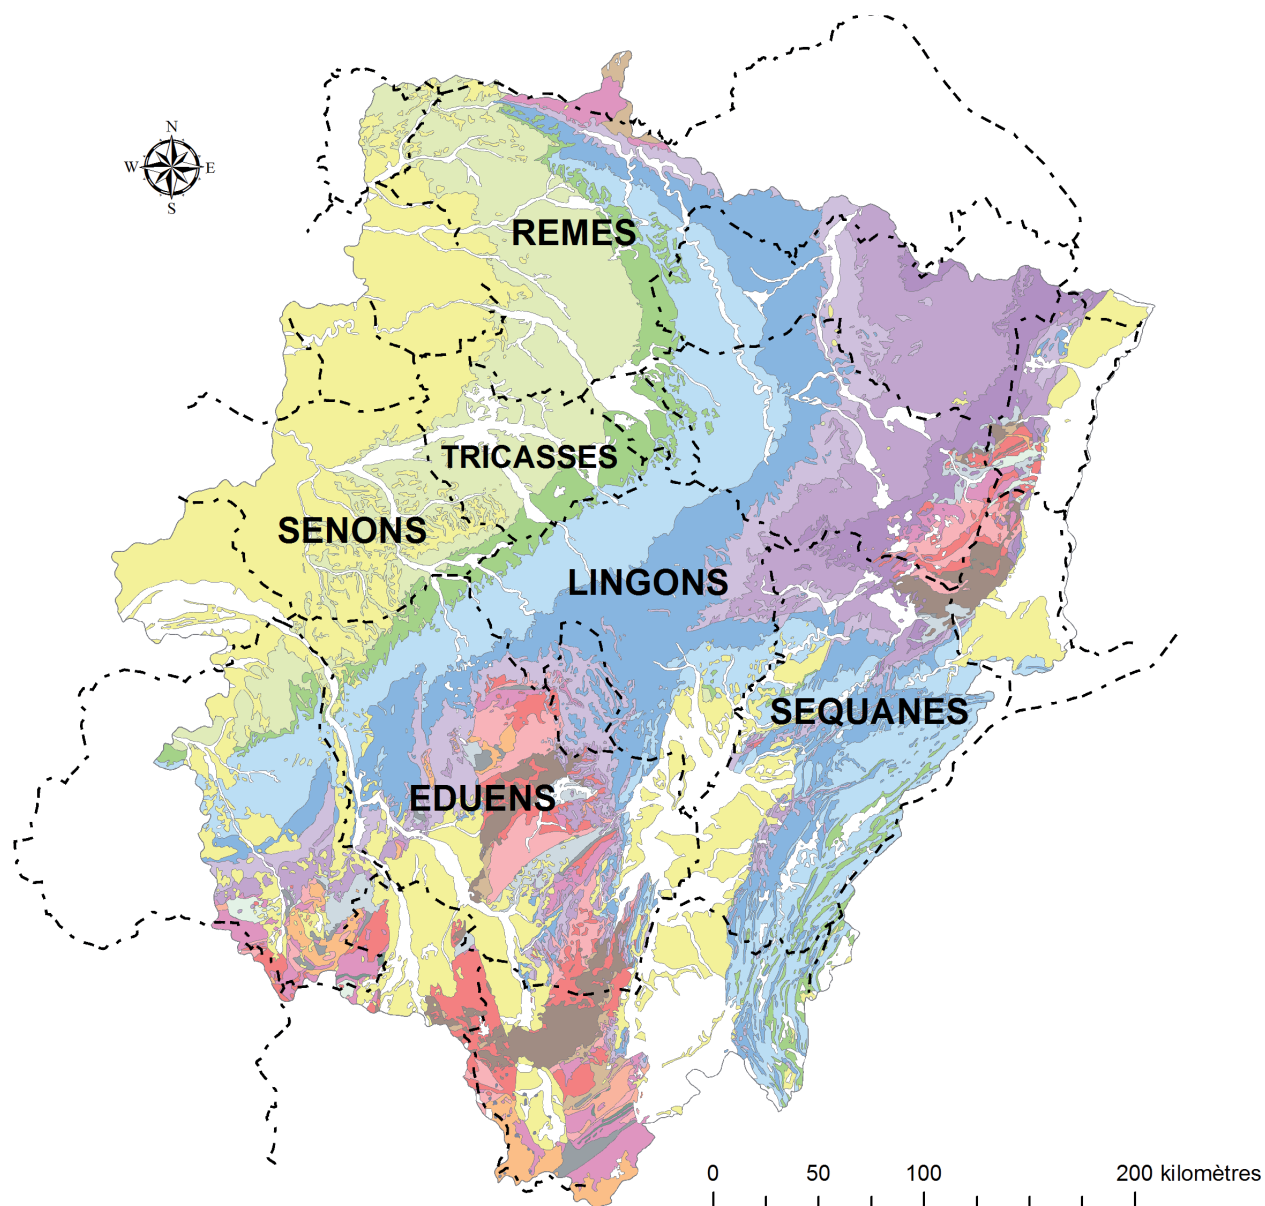 N
W E
S
REMES
TRICASSES
SENONS
LINGONS
SEQUANES
EDUENS
0 50 100 200 kilomètres